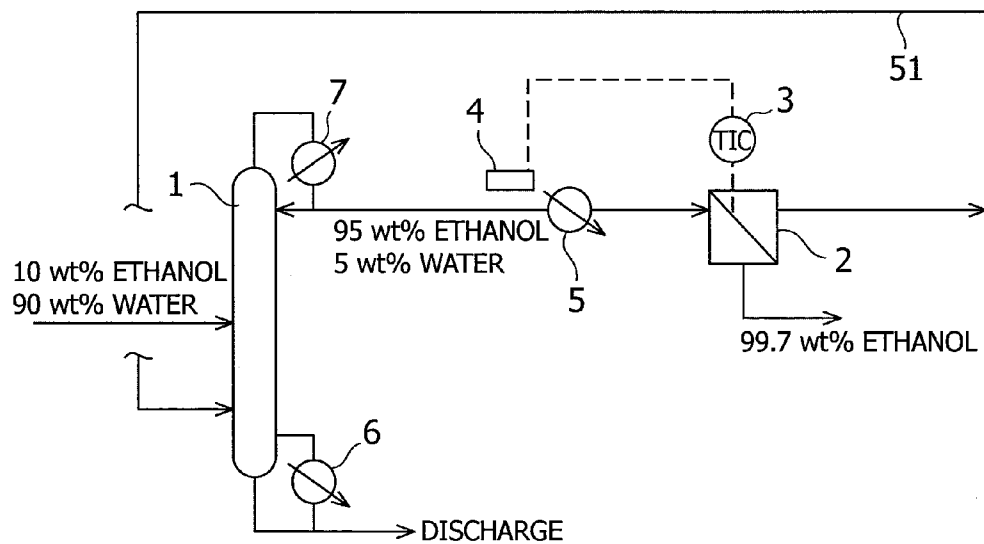 51
7
4
3
TIC
1
95 wt% ETHANOL
5 wt% WATER
5
2
10 wt% ETHANOL
90 wt% WATER
99.7 wt% ETHANOL
6
DISCHARGE